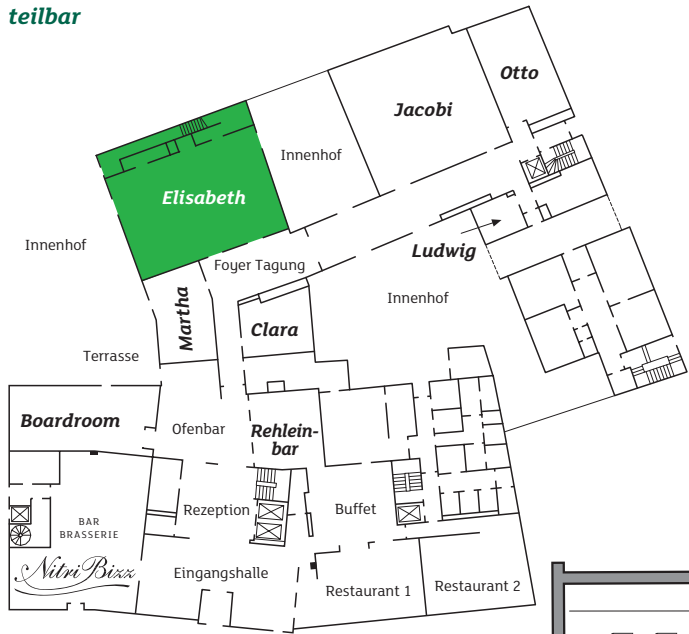 teilbar
Otto
Jacobi
Innenhof
Elisabeth
Innenhof
Ludwig
Foyer Tagung
Innenhof
Martha
Clara
Terrasse
Boardroom
Ofenbar
Rehlein-
bar
Rezeption
Buffet
BAR
BRASSERIE
NitriBizz
Eingangshalle
Restaurant 1
Restaurant 2